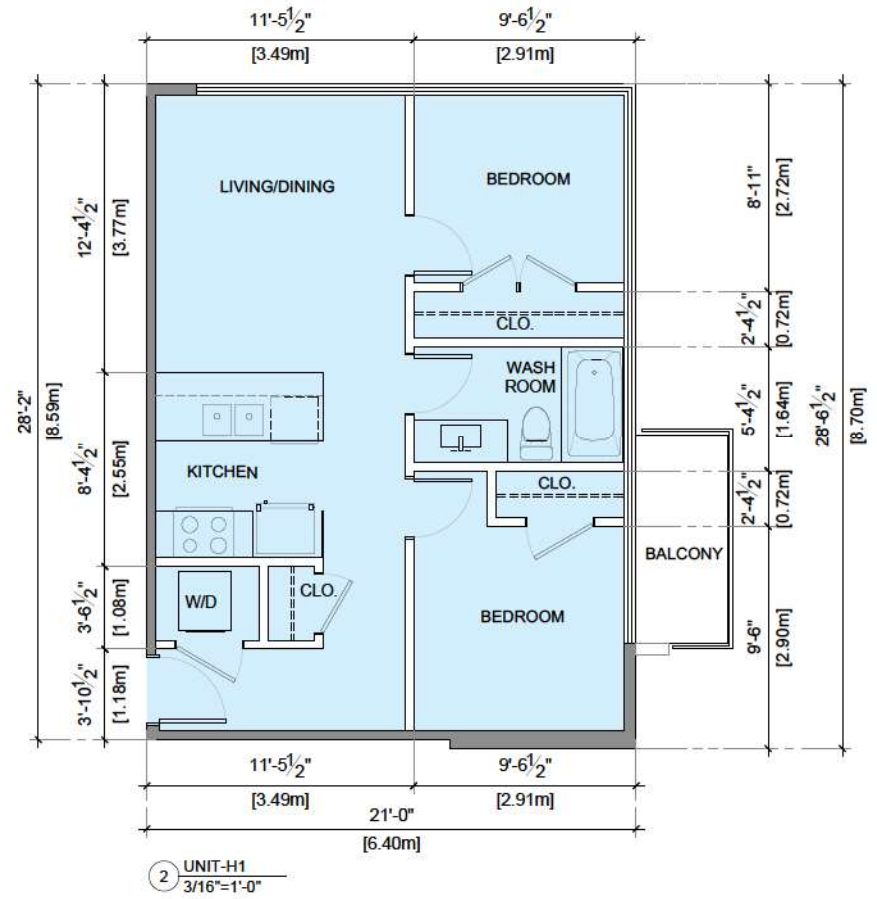 11'-5½" 9'-6½"
[3.49m] [2.91m]
LIVING/DINING
BEDROOM
12'-4½"
[3.77m]
8'-11"
[2.72m]
CLO.
2'-4½"
[0.72m]
WASH
ROOM
28'-2"
[8.59m]
5'-4½"
[1.64m]
28'-6½"
[8.70m]
KITCHEN
8'-4½"
[2.55m]
CLO.
2'-4½"
[0.72m]
BALCONY
W/D
CLO.
BEDROOM
3'-6½"
[1.08m]
9'-6"
[2.90m]
3'-10½"
[1.18m]
11'-5½" 9'-6½"
[3.49m] [2.91m]
21'-0"
[6.40m]
2 UNIT-H1
3/16"=1'-0"